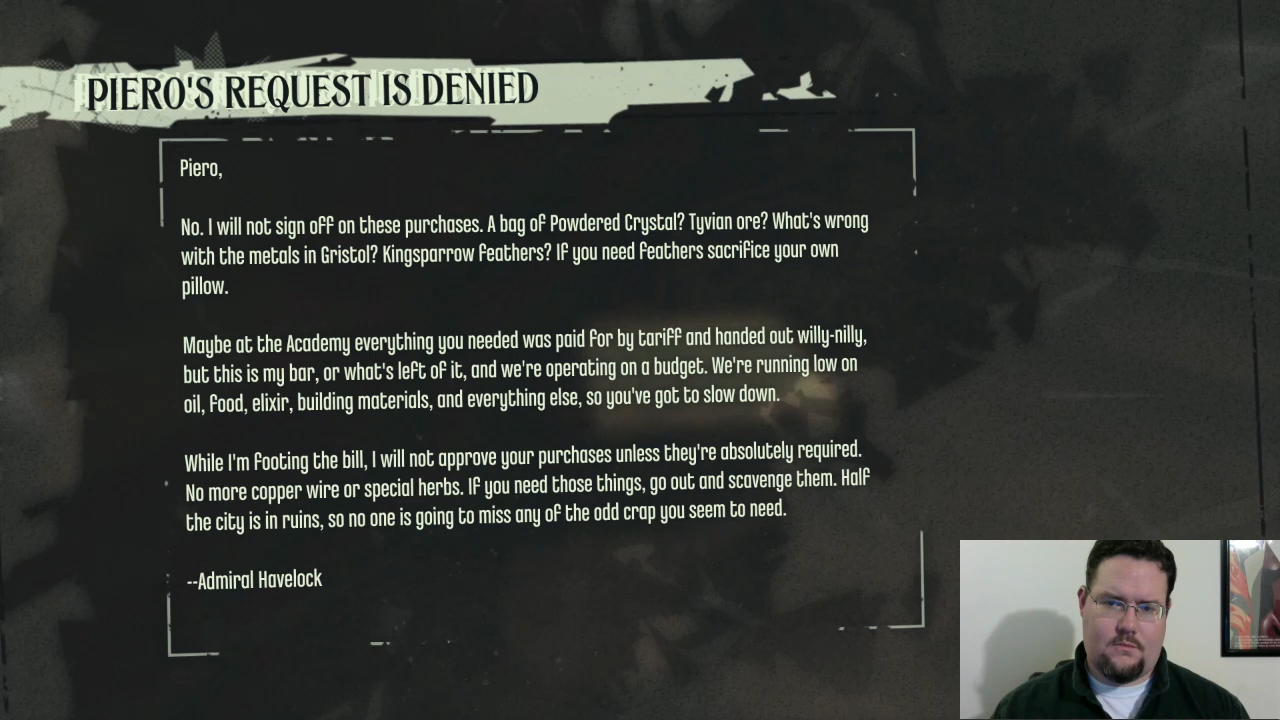 PIERO'S REQUEST IS DENIED
Piero,
No. I will not sign off on these purchases. A bag of Powdered Crystal? Tyvian ore? What's wrong
with the metals in Gristol? Kingsparrow feathers? If you need feathers sacrifice your own
pillow.
Maybe at the Academy everything you needed was paid for by tariff and handed out willy-nilly,
but this is my bar, or what's left of it, and we're operating on a budget. We're running low on
oil, food, elixir, building materials, and everything else, so you've got to slow down.
While I'm footing the bill, I will not approve your purchases unless they're absolutely required.
No more copper wire or special herbs. If you need those things, go out and scavenge them. Half
the city is in ruins, so no one is going to miss any of the odd crap you seem to need.
--Admiral Havelock